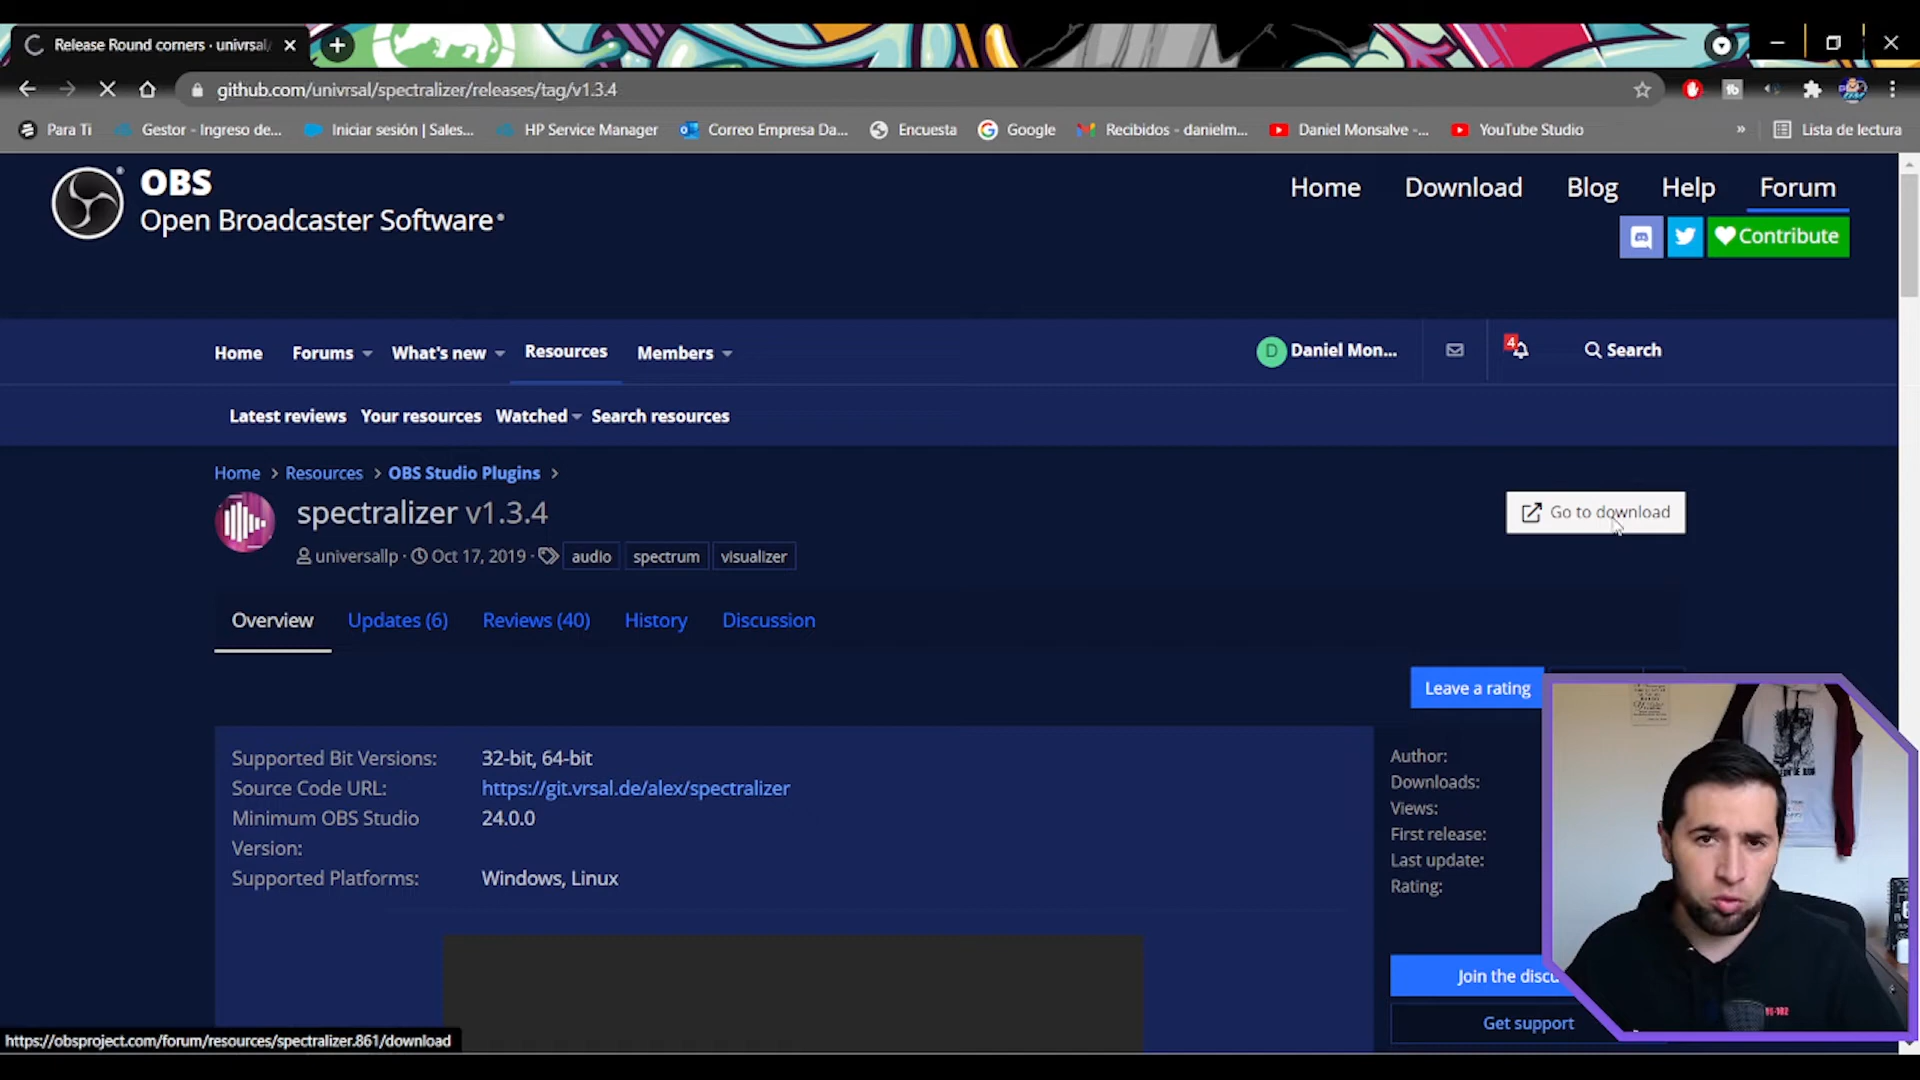 Release Round corners · univrsal/
github.com/univrsal/spectralizer/releases/tag/v1.3.4
Para Ti
Gestor - Ingreso de...
Iniciar sesión | Sales...
HP Service Manager
Correo Empresa Da...
Encuesta
Google
Recibidos - danielm...
Daniel Monsalve -...
YouTube Studio
»
Lista de lectura
OBS
Open Broadcaster Software
Home
Download
Blog
Help
Forum
Contribute
Home
Forums
What's new
Resources
Members
D
Daniel Mon...
4
Search
Latest reviews
Your resources
Watched
Search resources
Home > Resources > OBS Studio Plugins >
spectralizer v1.3.4
Go to download
universallp · Oct 17, 2019 · audio spectrum visualizer
Overview
Updates (6)
Reviews (40)
History
Discussion
Leave a rating
Supported Bit Versions: 32-bit, 64-bit
Source Code URL: https://git.vrsal.de/alex/spectralizer
Minimum OBS Studio 24.0.0
Version:
Supported Platforms: Windows, Linux
Author:
Downloads:
Views:
First release:
Last update:
Rating:
Join the discu
Get support
https://obsproject.com/forum/resources/spectralizer.861/download